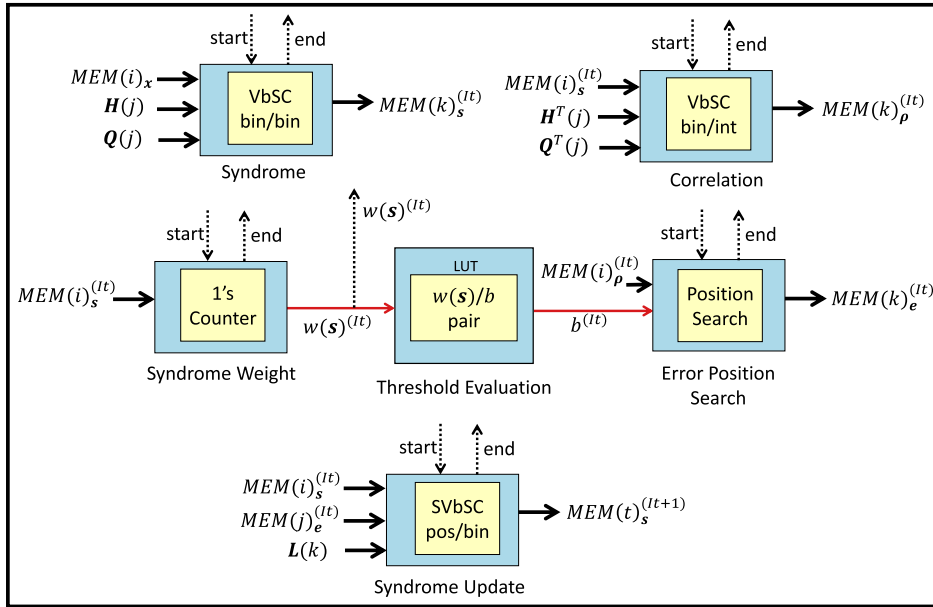 start end
MEM(i)ₓ
H(j)
Q(j)
VbSC
bin/bin
MEM(k)ₛ^(It)
Syndrome
start end
MEM(i)ₛ^(It)
Hᵀ(j)
Qᵀ(j)
VbSC
bin/int
MEM(k)ᵨ^(It)
Correlation
start end
MEM(i)ₛ^(It)
1's
Counter
Syndrome Weight
w(s)^(It)
w(s)^(It)
LUT
w(s)/b
pair
Threshold Evaluation
b^(It)
start end
MEM(i)ᵨ^(It)
Position
Search
MEM(k)ₑ^(It)
Error Position
Search
start end
MEM(i)ₛ^(It)
MEM(j)ₑ^(It)
L(k)
SVbSC
pos/bin
MEM(t)ₛ^(It+1)
Syndrome Update